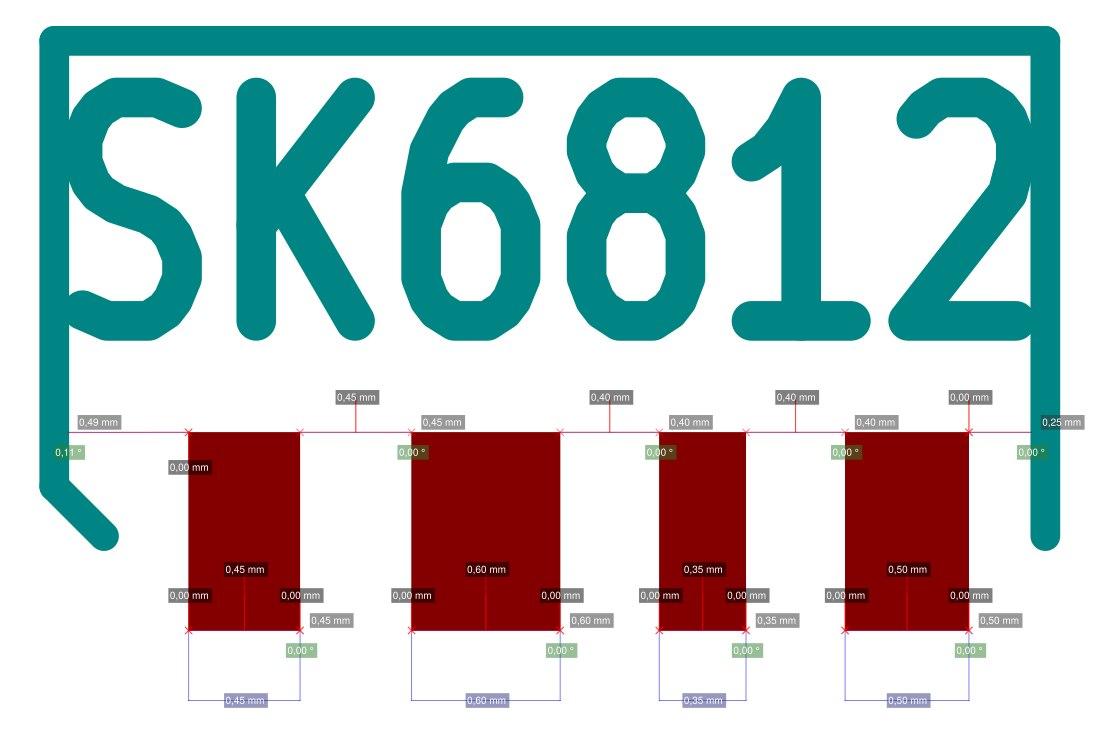 SK6812
0,45 mm 0,40 mm 0,40 mm 0,00 mm
0,49 mm 0,45 mm 0,40 mm 0,40 mm 0,25 mm
0,11 ° 0,00 ° 0,00 ° 0,00 ° 0,00 °
0,00 mm
0,45 mm 0,60 mm 0,35 mm 0,50 mm
0,00 mm 0,00 mm 0,00 mm 0,00 mm 0,00 mm 0,00 mm 0,00 mm 0,00 mm
0,45 mm 0,60 mm 0,35 mm 0,50 mm
0,00 ° 0,00 ° 0,00 ° 0,00 °
0,45 mm 0,60 mm 0,35 mm 0,50 mm